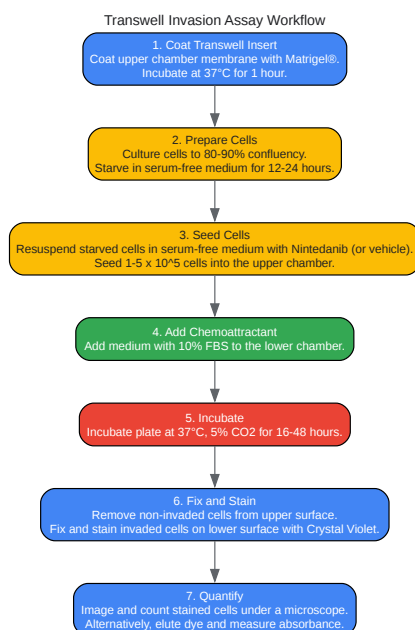 Transwell Invasion Assay Workflow
1. Coat Transwell Insert
Coat upper chamber membrane with Matrigel®.
Incubate at 37°C for 1 hour.
2. Prepare Cells
Culture cells to 80-90% confluency.
Starve in serum-free medium for 12-24 hours.
3. Seed Cells
Resuspend starved cells in serum-free medium with Nintedanib (or vehicle).
Seed 1-5 x 10^5 cells into the upper chamber.
4. Add Chemoattractant
Add medium with 10% FBS to the lower chamber.
5. Incubate
Incubate plate at 37°C, 5% CO2 for 16-48 hours.
6. Fix and Stain
Remove non-invaded cells from upper surface.
Fix and stain invaded cells on lower surface with Crystal Violet.
7. Quantify
Image and count stained cells under a microscope.
Alternatively, elute dye and measure absorbance.